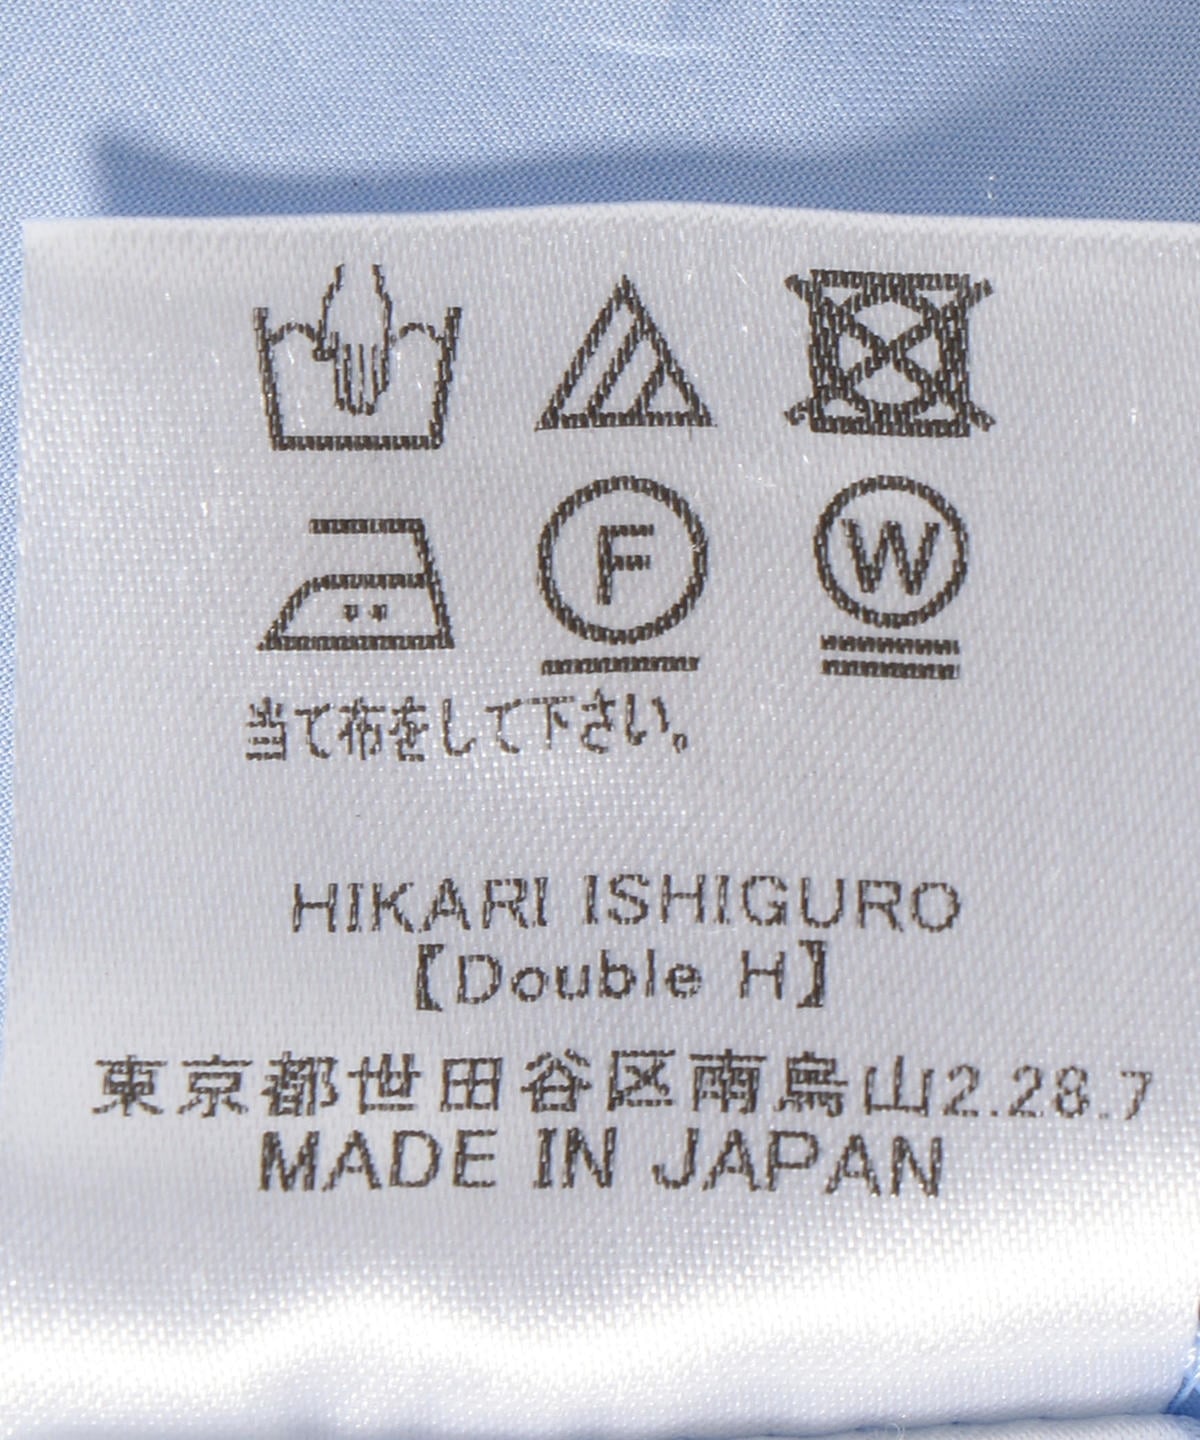 F W
当て布をして下さい。
HIKARI ISHIGURO
【Double H】
東京都世田谷区南烏山2.28.7
MADE IN JAPAN